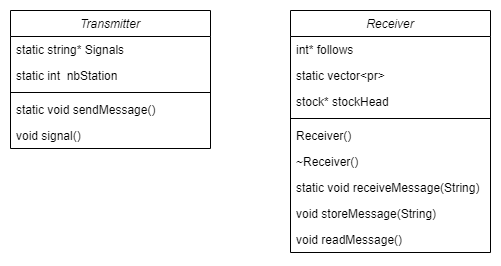 Transmitter
static string* Signals
static int nbStation
static void sendMessage()
void signal()
Receiver
int* follows
static vector<pr>
stock* stockHead
Receiver()
~Receiver()
static void receiveMessage(String)
void storeMessage(String)
void readMessage()